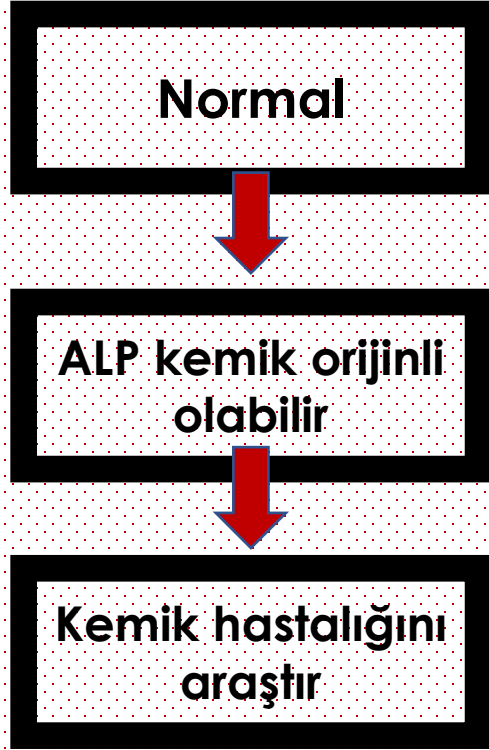 Normal
ALP kemik orijinli
olabilir
Kemik hastalığını
araştır